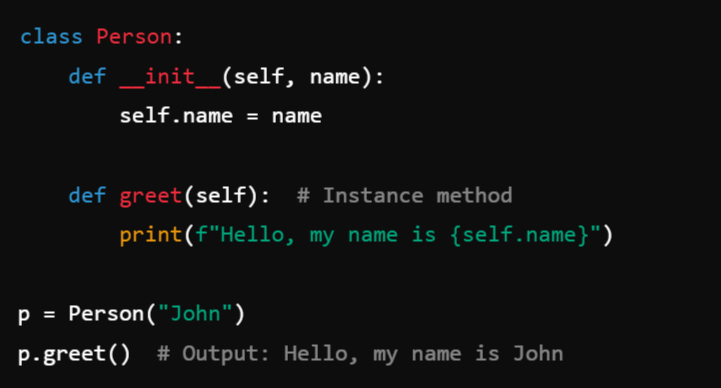 class Person:
    def __init__(self, name):
        self.name = name
    def greet(self):  # Instance method
        print(f"Hello, my name is {self.name}")
p = Person("John")
p.greet()  # Output: Hello, my name is John